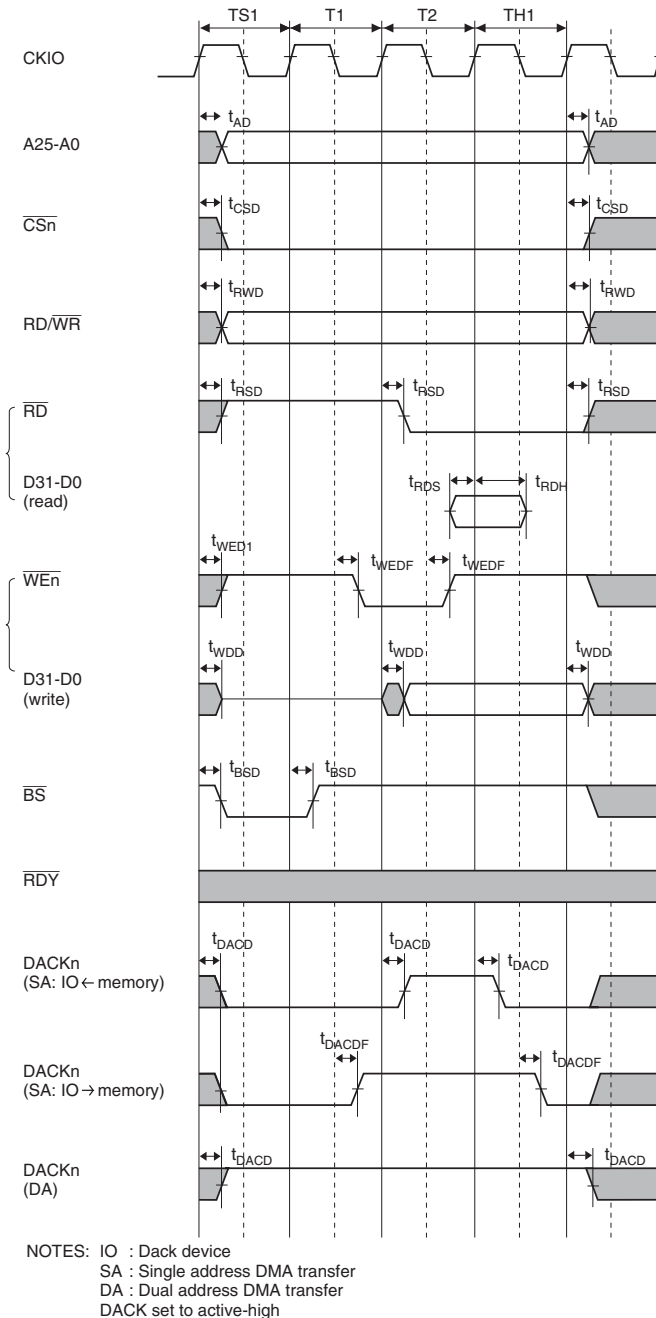 TS1 T1 T2 TH1
CKIO
tAD tAD
A25-A0
tCSD tCSD
CSn
tRWD tRWD
RD/WR
tRSD tRSD tRSD
RD
D31-D0
(read)
tRDS tRDH
tWED1 tWEDF tWEDF
WEn
tWDD tWDD tWDD
D31-D0
(write)
tBSD tBSD
BS
RDY
tDACD tDACD tDACD
DACKn
(SA: IO ← memory)
tDACDF tDACDF
DACKn
(SA: IO → memory)
tDACD tDACD
DACKn
(DA)
NOTES: IO : Dack device
SA : Single address DMA transfer
DA : Dual address DMA transfer
DACK set to active-high